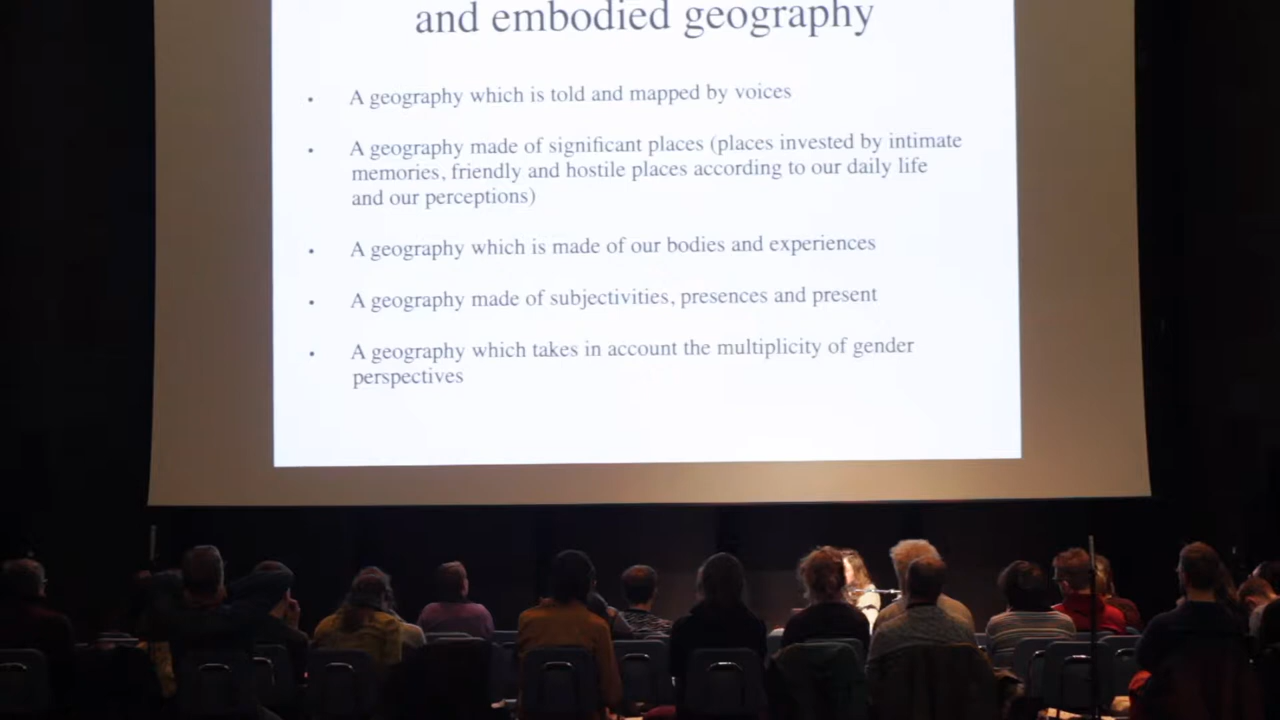 and embodied geography
• A geography which is told and mapped by voices
• A geography made of significant places (places invested by intimate
memories, friendly and hostile places according to our daily life
and our perceptions)
• A geography which is made of our bodies and experiences
• A geography made of subjectivities, presences and present
• A geography which takes in account the multiplicity of gender
perspectives